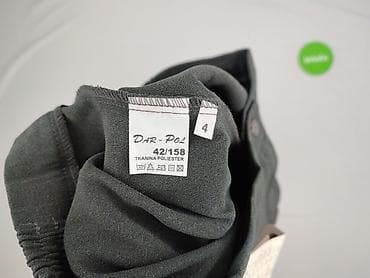 DAR-POL
42/158
TKANINA POLIESTER
4